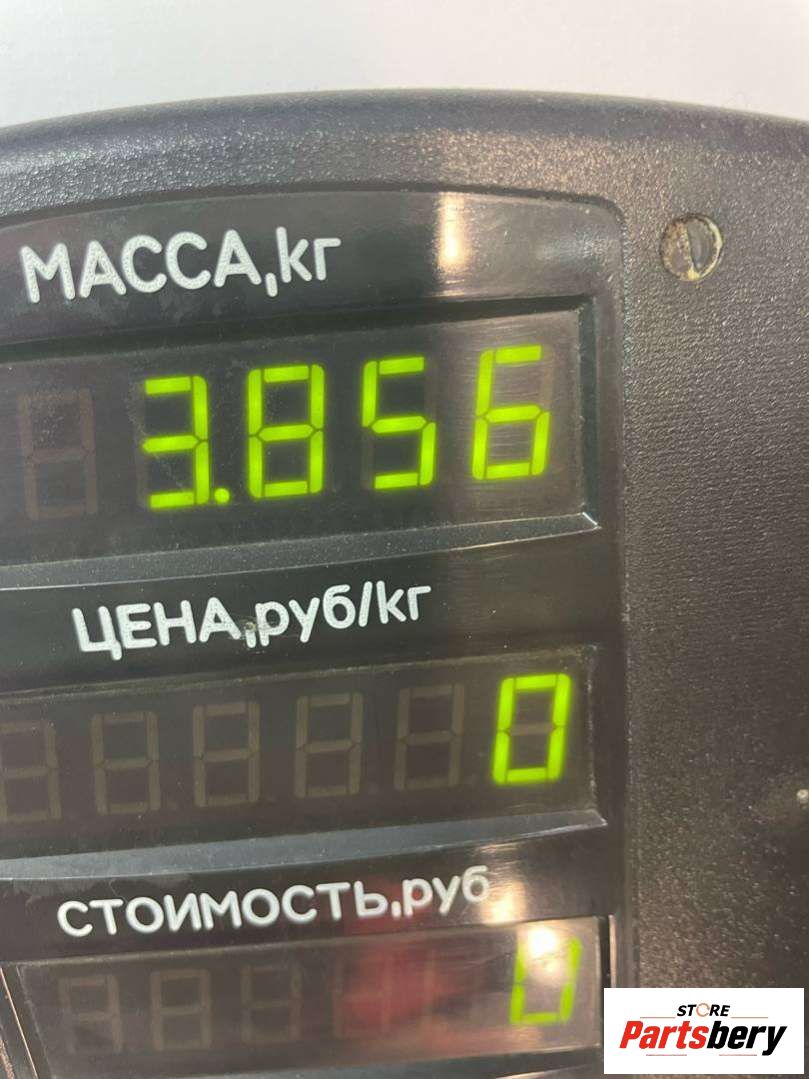 МАССА,кг
3.856
ЦЕНА,руб/кг
0
СТОИМОСТЬ,руб
0
STORE
Partsbery